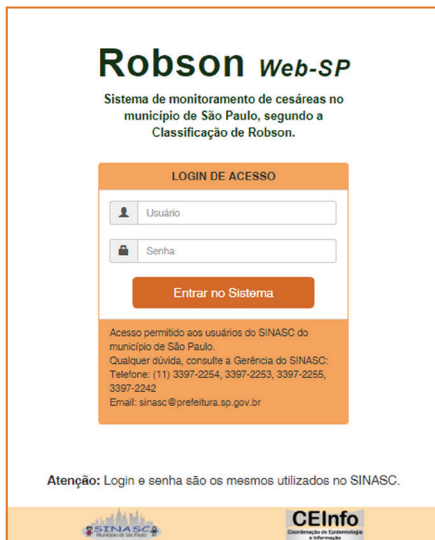 Robson Web-SP
Sistema de monitoramento de cesáreas no
município de São Paulo, segundo a
Classificação de Robson.
LOGIN DE ACESSO
Usuário
Senha
Entrar no Sistema
Acesso permitido aos usuários do SINASC do
município de São Paulo.
Qualquer dúvida, consulte a Gerência do SINASC:
Telefone: (11) 3397-2254, 3397-2253, 3397-2255,
3397-2242
Email: sinasc@prefeitura.sp.gov.br
Atenção: Login e senha são os mesmos utilizados no SINASC.
SINASC
Município de São Paulo
CEInfo
Coordenação de Epidemiologia
e Informação